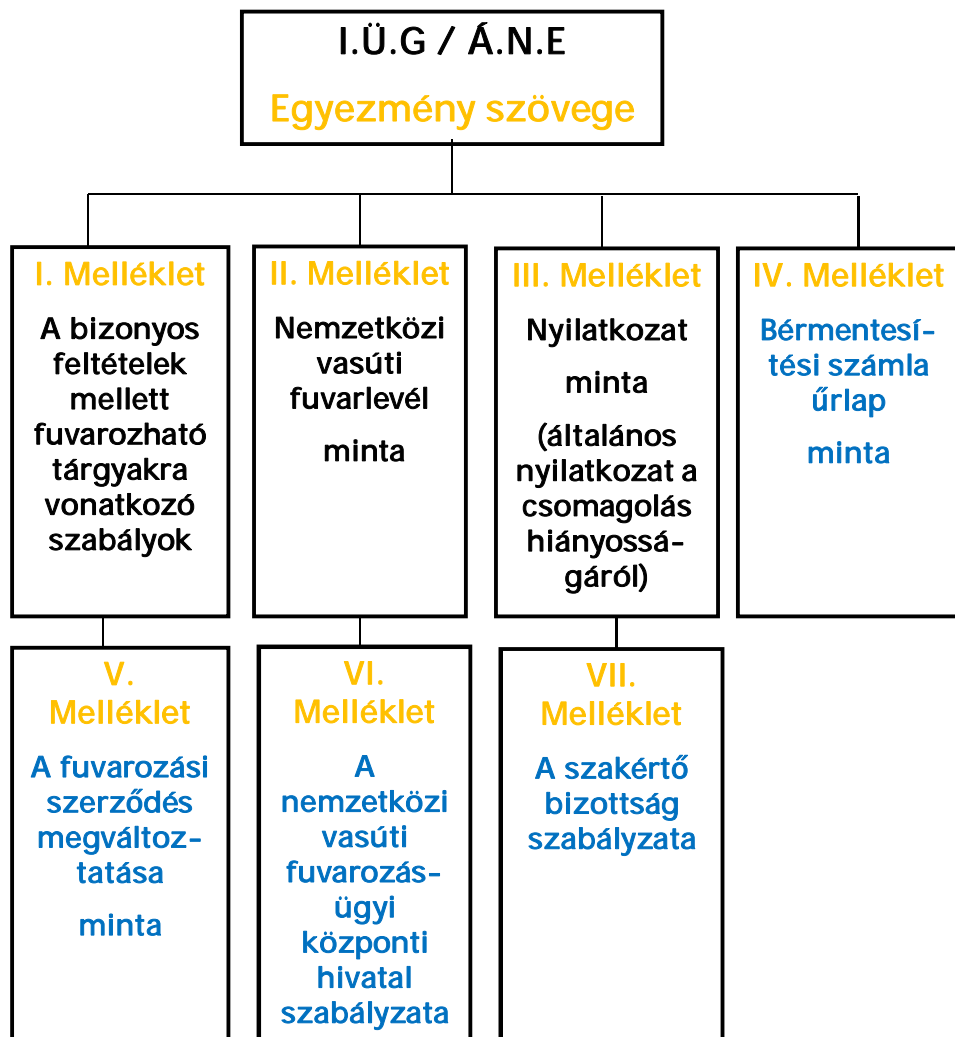 I.Ü.G / Á.N.E
Egyezmény szövege
I. Melléklet
A bizonyos
feltételek
mellett
fuvarozható
tárgyakra
vonatkozó
szabályok
II. Melléklet
Nemzetközi
vasúti
fuvarlevél
minta
III. Melléklet
Nyilatkozat
minta
(általános
nyilatkozat a
csomagolás
hiányossá-
gáról)
IV. Melléklet
Bérmentesí-
tési számla
űrlap
minta
V.
Melléklet
A fuvarozási
szerződés
megváltoz-
tatása
minta
VI.
Melléklet
A
nemzetközi
vasúti
fuvarozás-
ügyi
központi
hivatal
szabályzata
VII.
Melléklet
A szakértő
bizottság
szabályzata